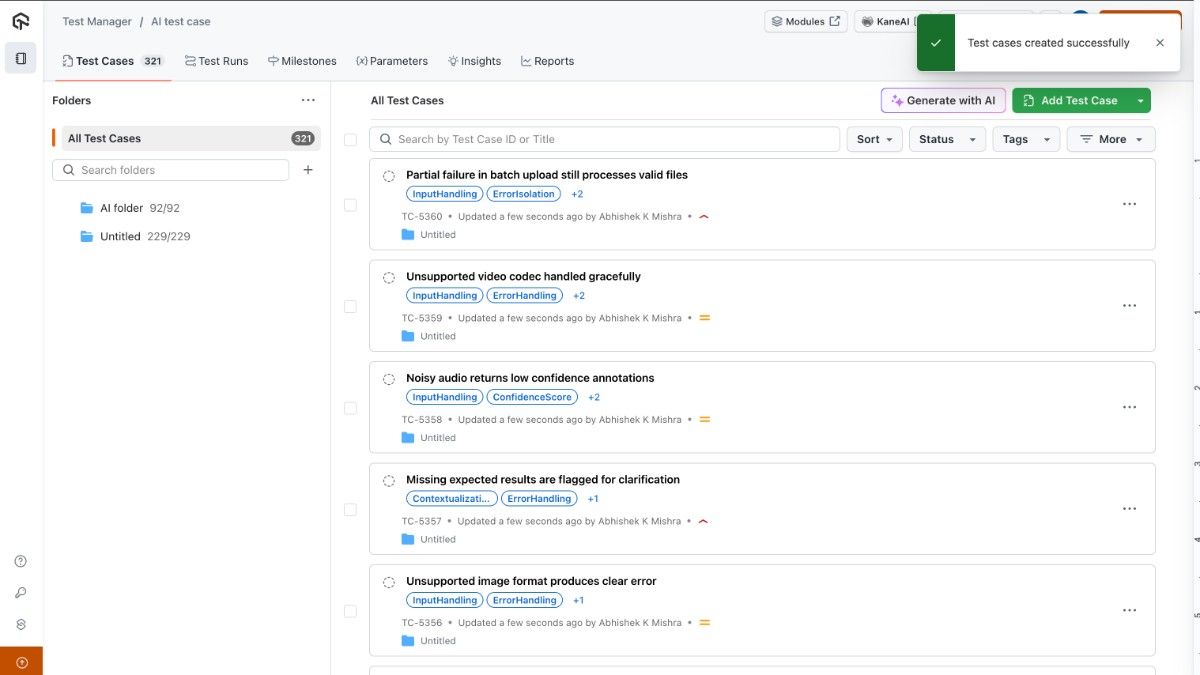 Test Manager / AI test case
Modules
KaneAI
Test cases created successfully
Test Cases 321
Test Runs
Milestones
Parameters
Insights
Reports
Folders
All Test Cases
Generate with AI
Add Test Case
All Test Cases 321
Search by Test Case ID or Title
Sort
Status
Tags
More
Search folders
AI folder 92/92
Untitled 229/229
Partial failure in batch upload still processes valid files
InputHandling ErrorIsolation +2
TC-5360 • Updated a few seconds ago by Abhishek K Mishra •
Untitled
Unsupported video codec handled gracefully
InputHandling ErrorHandling +2
TC-5359 • Updated a few seconds ago by Abhishek K Mishra •
Untitled
Noisy audio returns low confidence annotations
InputHandling ConfidenceScore +2
TC-5358 • Updated a few seconds ago by Abhishek K Mishra •
Untitled
Missing expected results are flagged for clarification
Contextualizati... ErrorHandling +1
TC-5357 • Updated a few seconds ago by Abhishek K Mishra •
Untitled
Unsupported image format produces clear error
InputHandling ErrorHandling +1
TC-5356 • Updated a few seconds ago by Abhishek K Mishra •
Untitled